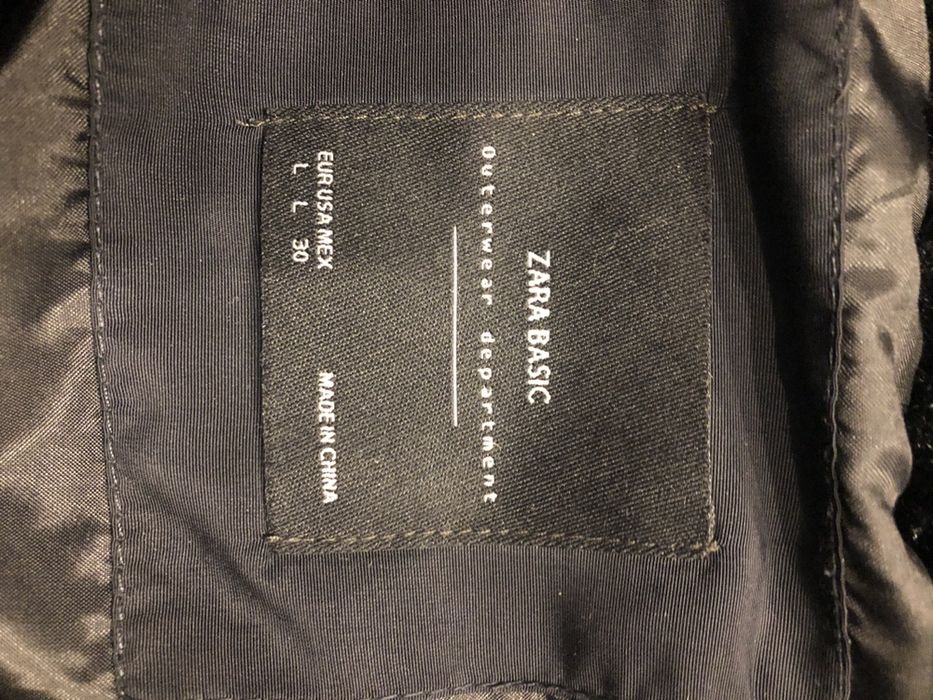 ZARA BASIC
Outerwear department
EUR USA MEX
L L 30
MADE IN CHINA